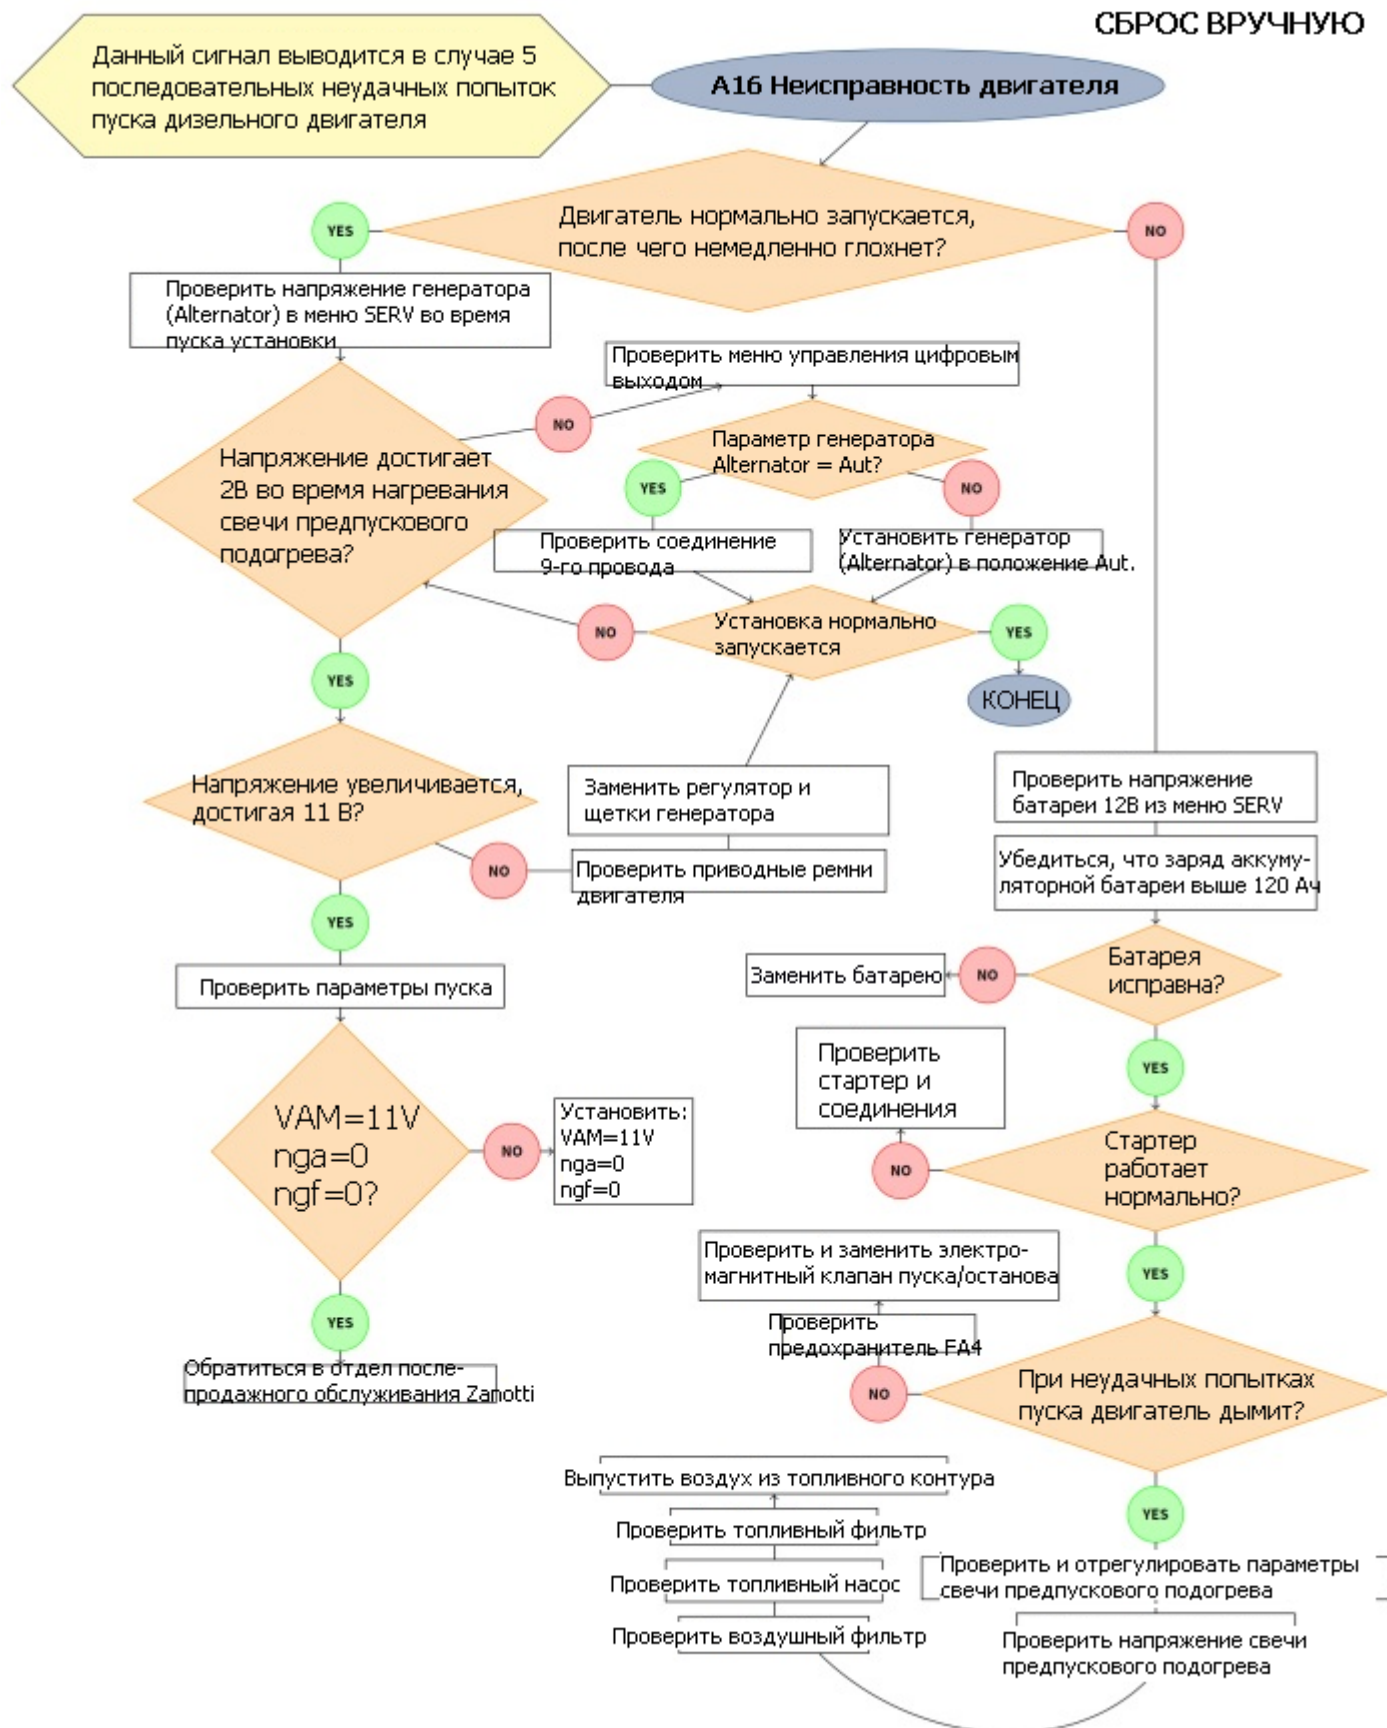 СБРОС ВРУЧНУЮ
Данный сигнал выводится в случае 5
последовательных неудачных попыток
пуска дизельного двигателя
А16 Неисправность двигателя
Двигатель нормально запускается,
после чего немедленно глохнет?
YES
NO
Проверить напряжение генератора
(Alternator) в меню SERV во время
пуска установки
Проверить меню управления цифровым
выходом
NO
Параметр генератора
Alternator = Aut?
Напряжение достигает
2В во время нагревания
свечи предпускового
подогрева?
YES
NO
Проверить соединение
9-го провода
Установить генератор
(Alternator) в положение Aut.
Установка нормально
запускается
NO
YES
КОНЕЦ
YES
Напряжение увеличивается,
достигая 11 В?
Заменить регулятор и
щетки генератора
NO
Проверить приводные ремни
двигателя
Проверить напряжение
батареи 12В из меню SERV
Убедиться, что заряд аккуму-
ляторной батареи выше 120 Ач
YES
Проверить параметры пуска
Батарея
исправна?
NO
Заменить батарею
YES
Проверить
стартер и
соединения
VAM=11V
nga=0
ngf=0?
NO
Установить:
VAM=11V
nga=0
ngf=0
Стартер
работает
нормально?
NO
YES
Проверить и заменить электро-
магнитный клапан пуска/останова
Проверить
предохранитель FA4
YES
Обратиться в отдел после-
продажного обслуживания Zanotti
При неудачных попытках
пуска двигатель дымит?
NO
YES
Выпустить воздух из топливного контура
Проверить топливный фильтр
Проверить топливный насос
Проверить воздушный фильтр
Проверить и отрегулировать параметры
свечи предпускового подогрева
Проверить напряжение свечи
предпускового подогрева